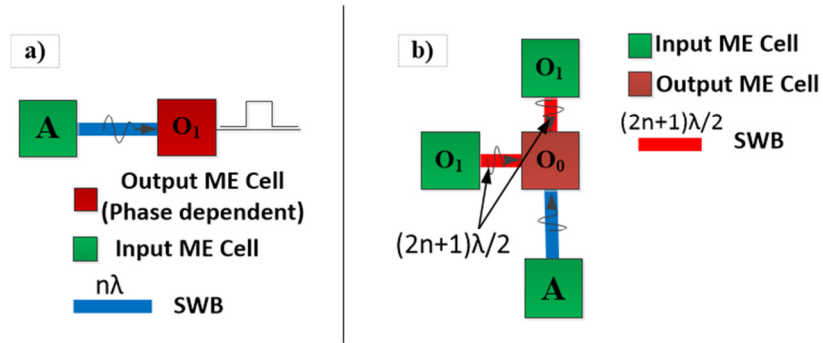 a)
A
O₁
Output ME Cell
(Phase dependent)
Input ME Cell
nλ
SWB
b)
O₁
O₁
O₀
(2n+1)λ/2
A
Input ME Cell
Output ME Cell
(2n+1)λ/2
SWB